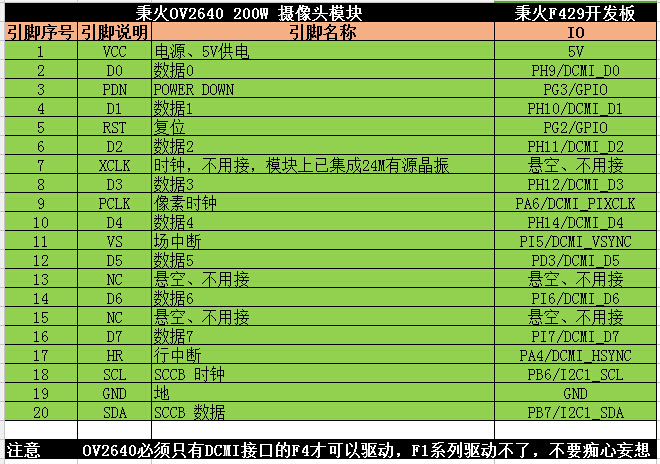 秉火OV2640 200W 摄像头模块 秉火F429开发板
引脚序号 引脚说明 引脚名称 IO
1 VCC 电源、5V供电 5V
2 D0 数据0 PH9/DCMI_D0
3 PDN POWER DOWN PG3/GPIO
4 D1 数据1 PH10/DCMI_D1
5 RST 复位 PG2/GPIO
6 D2 数据2 PH11/DCMI_D2
7 XCLK 时钟，不用接，模块上已集成24M有源晶振 悬空、不用接
8 D3 数据3 PH12/DCMI_D3
9 PCLK 像素时钟 PA6/DCMI_PIXCLK
10 D4 数据4 PH14/DCMI_D4
11 VS 场中断 PI5/DCMI_VSYNC
12 D5 数据5 PD3/DCMI_D5
13 NC 悬空、不用接 悬空、不用接
14 D6 数据6 PI6/DCMI_D6
15 NC 悬空、不用接 悬空、不用接
16 D7 数据7 PI7/DCMI_D7
17 HR 行中断 PA4/DCMI_HSYNC
18 SCL SCCB 时钟 PB6/I2C1_SCL
19 GND 地 GND
20 SDA SCCB 数据 PB7/I2C1_SDA
注意 OV2640必须只有DCMI接口的F4才可以驱动，F1系列驱动不了，不要痴心妄想